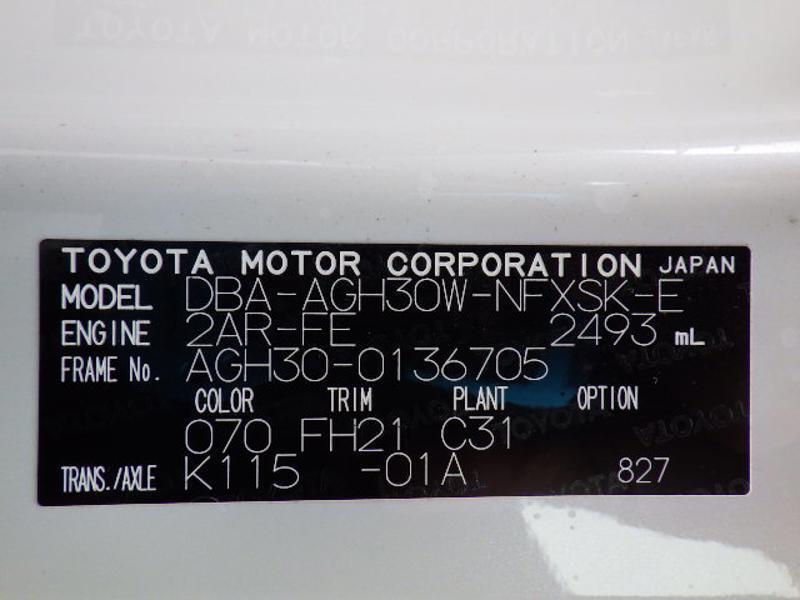 TOYOTA MOTOR CORPORATION JAPAN
MODEL DBA-AGH30W-NFXSK-E
ENGINE 2AR-FE 2493 mL
FRAME No. AGH30-0136705
COLOR TRIM PLANT OPTION
070 FH21 C31
TRANS./AXLE K115 -01A 827